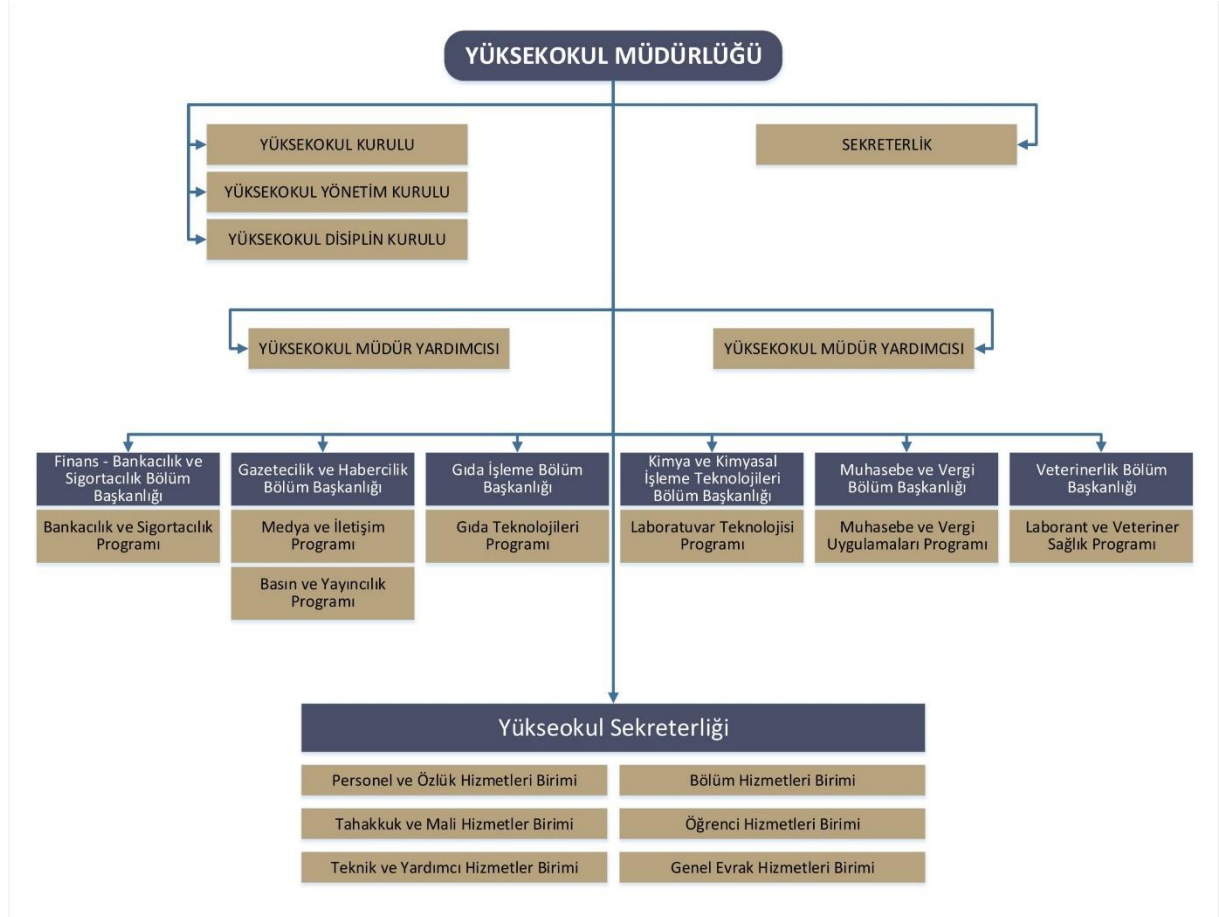 YÜKSEKOKUL MÜDÜRLÜĞÜ
YÜKSEKOKUL KURULU
SEKRETERLİK
YÜKSEKOKUL YÖNETİM KURULU
YÜKSEKOKUL DISİPLIN KURULU
YÜKSEKOKUL MÜDÜR YARDIMCISI
YÜKSEKOKUL MÜDÜR YARDIMCISI
Finans - Bankacılık ve
Sigortacılık Bölüm
Başkanlığı
Bankacılık ve Sigortacılık
Programı
Gazetecilik ve Habercilik
Bölüm Başkanlığı
Medya ve İletişim
Programı
Basın ve Yayıncılık
Programı
Gıda İşleme Bölüm
Başkanlığı
Gıda Teknolojileri
Programı
Kimya ve Kimyasal
İşleme Teknolojileri
Bölüm Başkanlığı
Laboratuvar Teknolojisi
Programı
Muhasebe ve Vergi
Bölüm Başkanlığı
Muhasebe ve Vergi
Uygulamaları Programı
Veterinerlik Bölüm
Başkanlığı
Laborant ve Veteriner
Sağlık Programı
Yükseokul Sekreterliği
Personel ve Özlük Hizmetleri Birimi
Bölüm Hizmetleri Birimi
Tahakkuk ve Mali Hizmetler Birimi
Öğrenci Hizmetleri Birimi
Teknik ve Yardımcı Hizmetler Birimi
Genel Evrak Hizmetleri Birimi